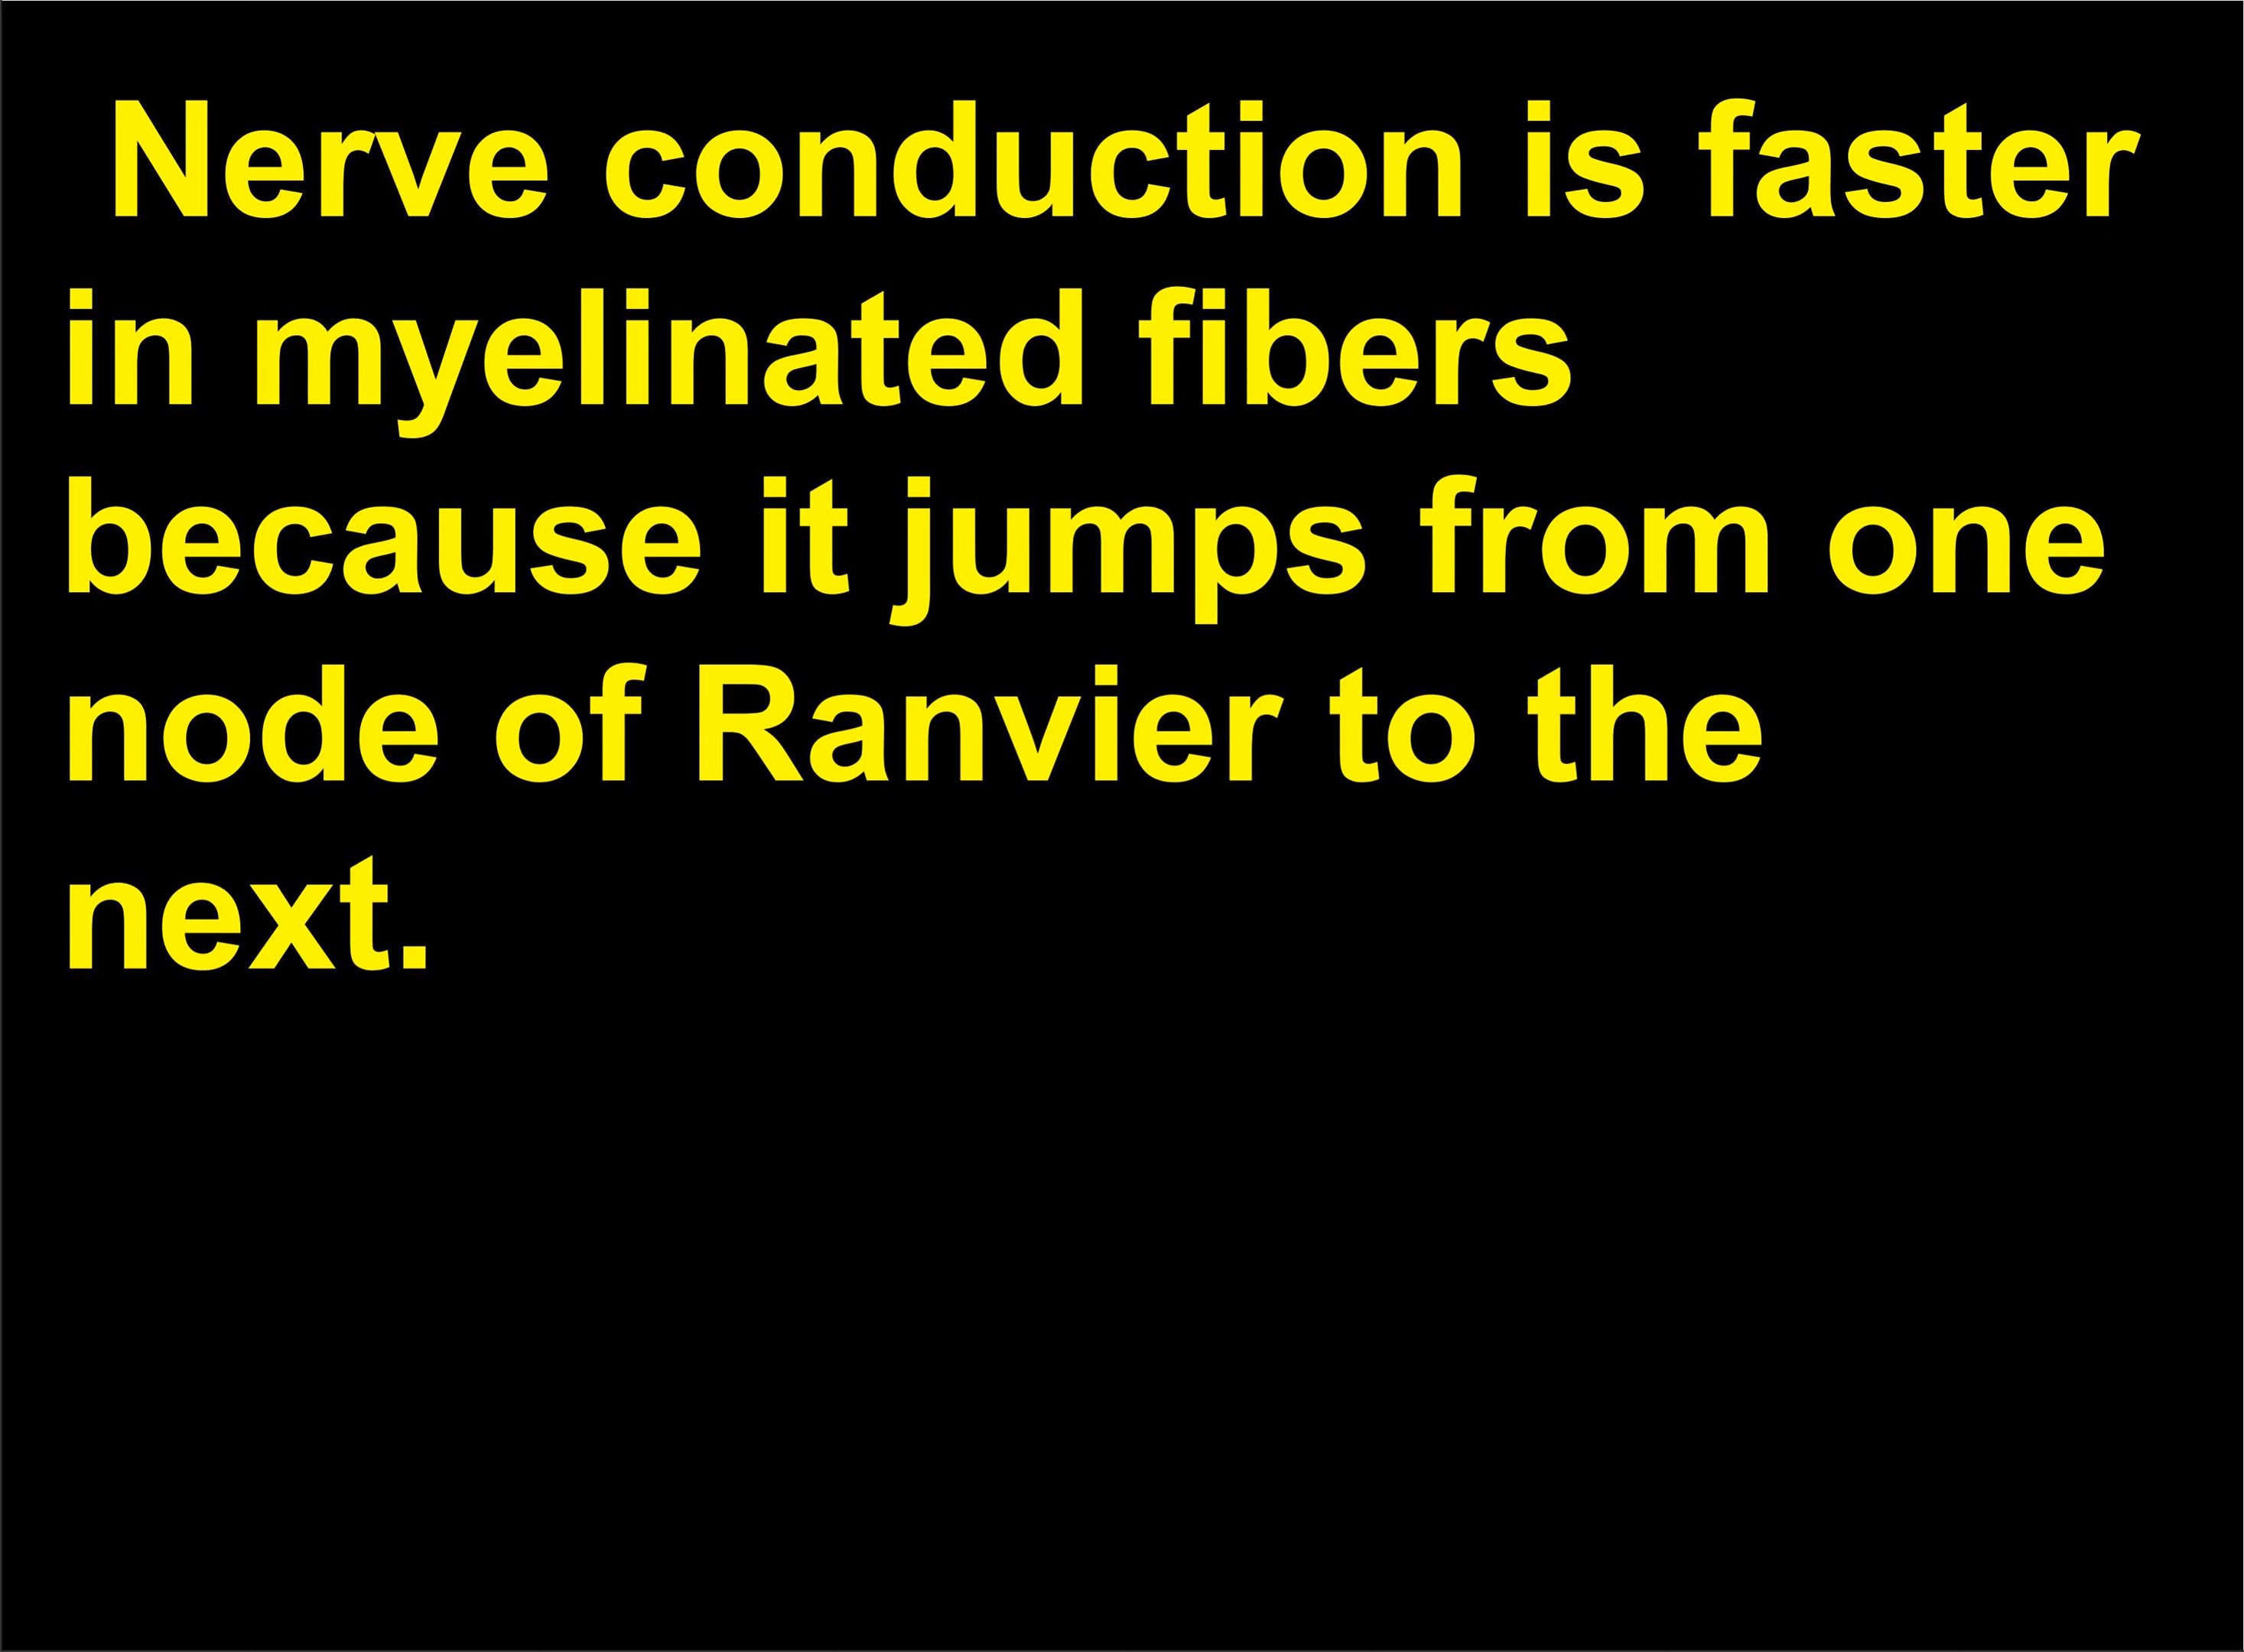 Nerve conduction is faster
in myelinated fibers
because it jumps from one
node of Ranvier to the
next.